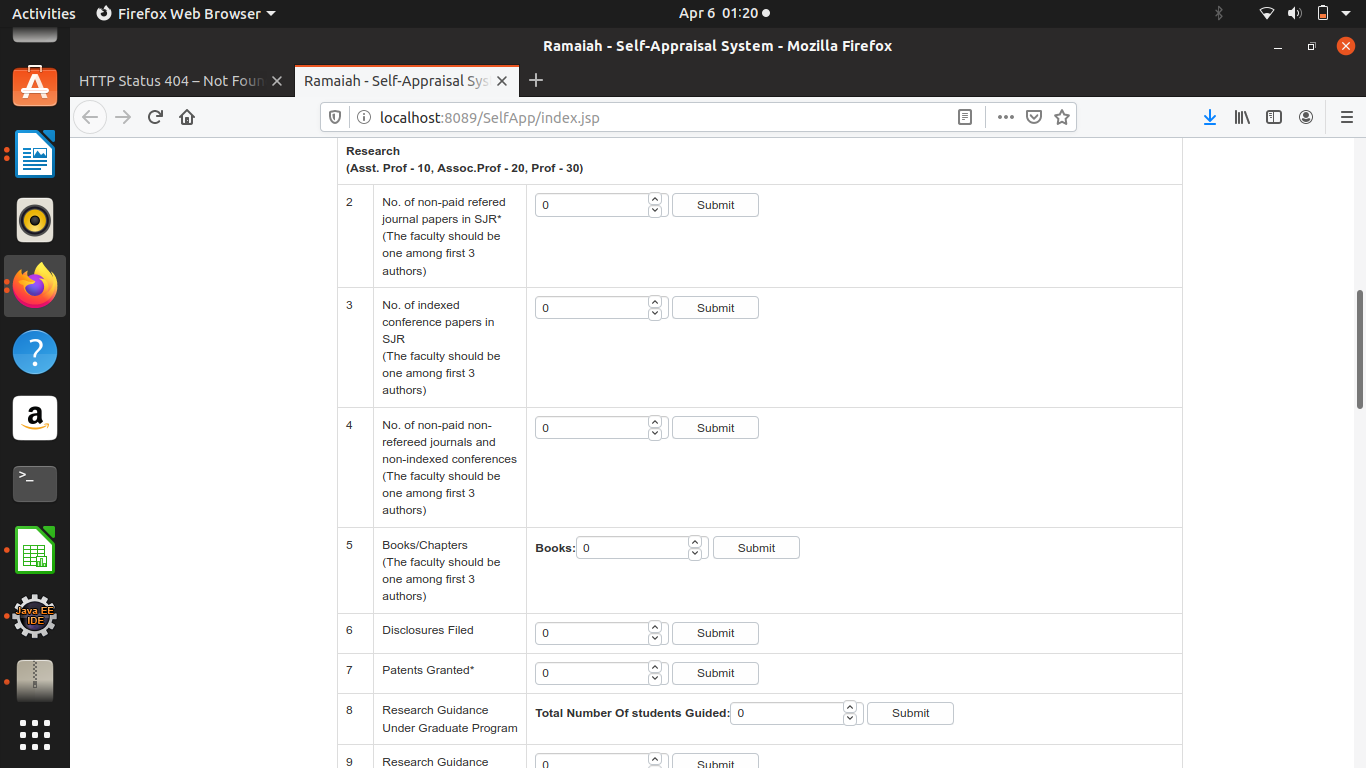 Activities
Firefox Web Browser
Apr 6 01:20
Ramaiah - Self-Appraisal System - Mozilla Firefox
HTTP Status 404 – Not Foun
Ramaiah - Self-Appraisal Sys
localhost:8089/SelfApp/index.jsp
Research
(Asst. Prof - 10, Assoc.Prof - 20, Prof - 30)
2
No. of non-paid refered
journal papers in SJR*
(The faculty should be
one among first 3
authors)
0
Submit
3
No. of indexed
conference papers in
SJR
(The faculty should be
one among first 3
authors)
0
Submit
4
No. of non-paid non-
refereed journals and
non-indexed conferences
(The faculty should be
one among first 3
authors)
0
Submit
5
Books/Chapters
(The faculty should be
one among first 3
authors)
Books: 0
Submit
6
Disclosures Filed
0
Submit
7
Patents Granted*
0
Submit
8
Research Guidance
Under Graduate Program
Total Number Of students Guided: 0
Submit
9
Research Guidance
0
Submit
a
>_
Java EE
IDE